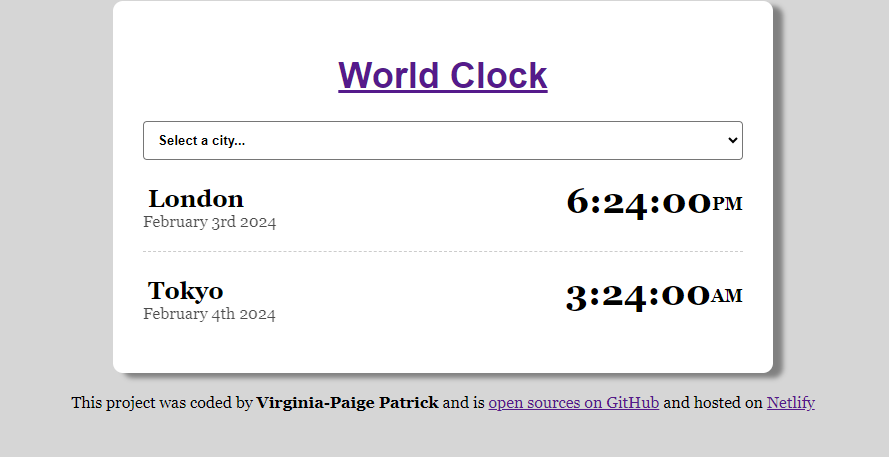 World Clock
Select a city...
London
6:24:00PM
February 3rd 2024
Tokyo
3:24:00AM
February 4th 2024
This project was coded by Virginia-Paige Patrick and is open sources on GitHub and hosted on Netlify